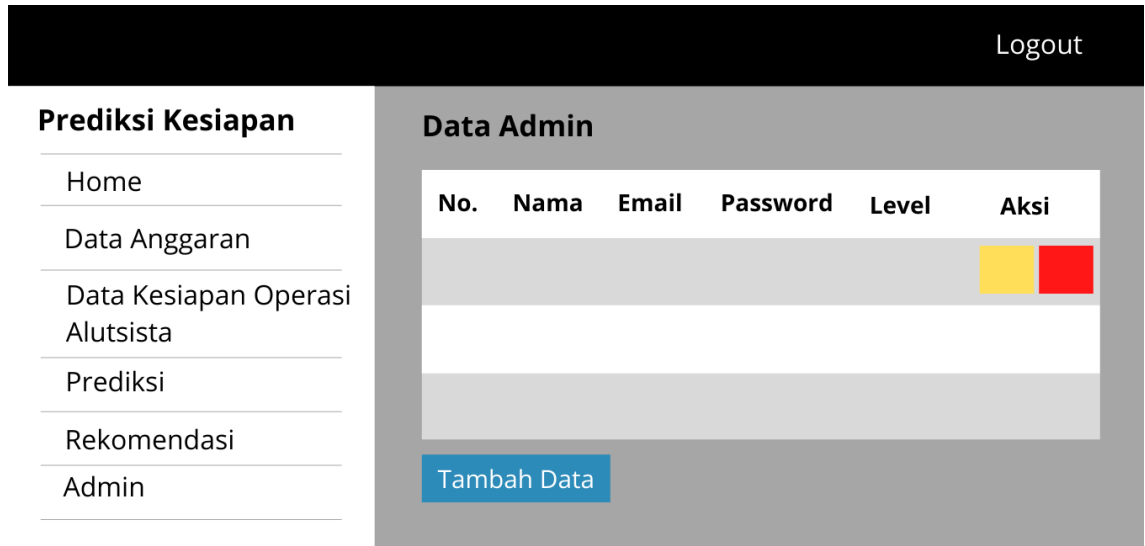 Logout
Prediksi Kesiapan
Home
Data Anggaran
Data Kesiapan Operasi
Alutsista
Prediksi
Rekomendasi
Admin
Data Admin
No. Nama Email Password Level Aksi
Tambah Data